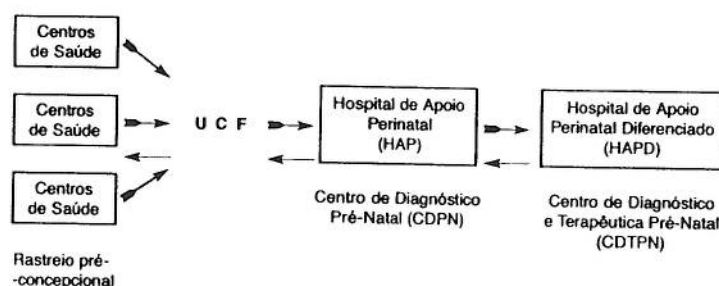 Centros
de Saúde
Centros
de Saúde
Centros
de Saúde
Rastreio pré-
-concepcional
U C F
Hospital de Apoio
Perinatal
(HAP)
Centro de Diagnóstico
Pré-Natal (CDPN)
Hospital de Apoio
Perinatal Diferenciado
(HAPD)
Centro de Diagnóstico
e Terapêutica Pré-Natal
(CDTPN)